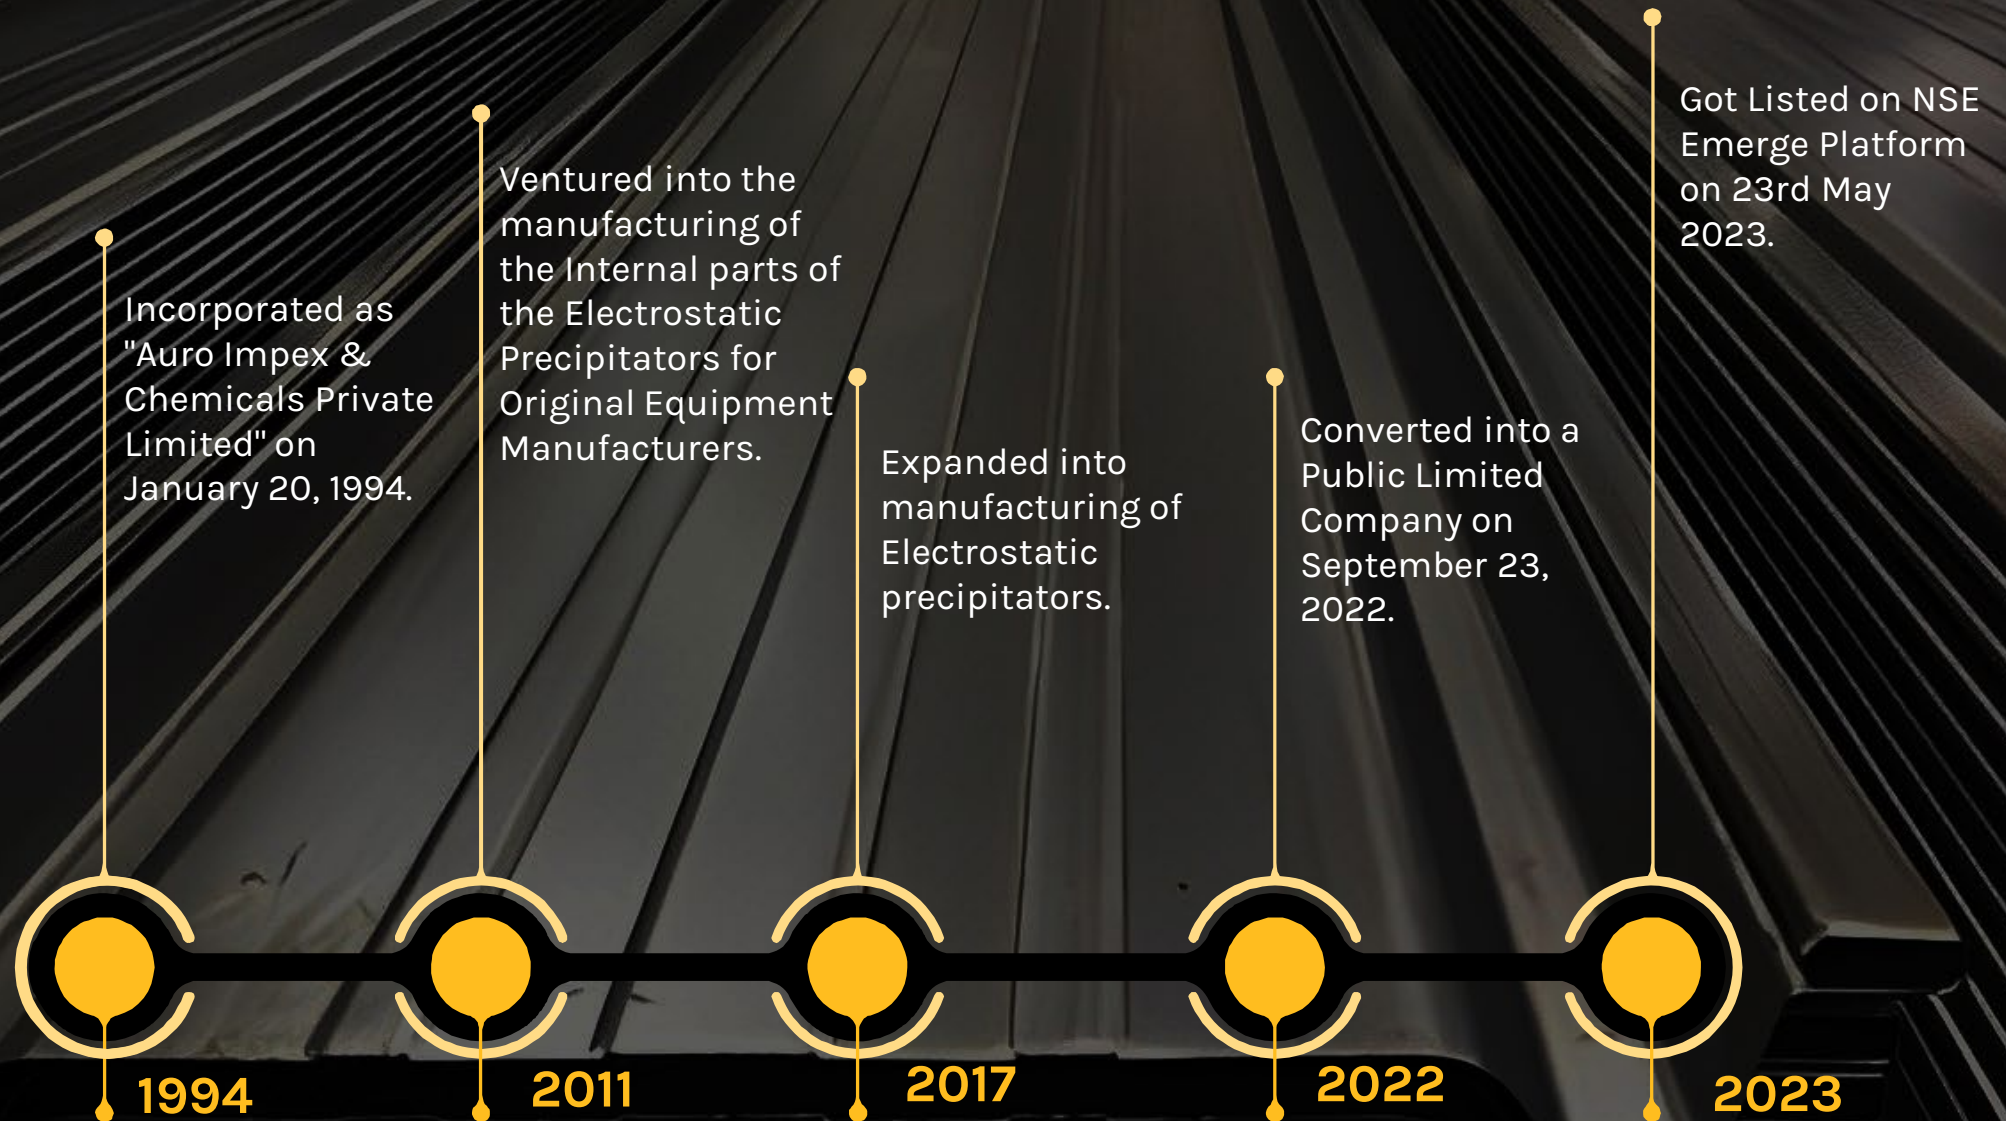 Incorporated as
"Auro Impex &
Chemicals Private
Limited" on
January 20, 1994.
Ventured into the
manufacturing of
the Internal parts of
the Electrostatic
Precipitators for
Original Equipment
Manufacturers.
Expanded into
manufacturing of
Electrostatic
precipitators.
Converted into a
Public Limited
Company on
September 23,
2022.
Got Listed on NSE
Emerge Platform
on 23rd May
2023.
1994
2011
2017
2022
2023